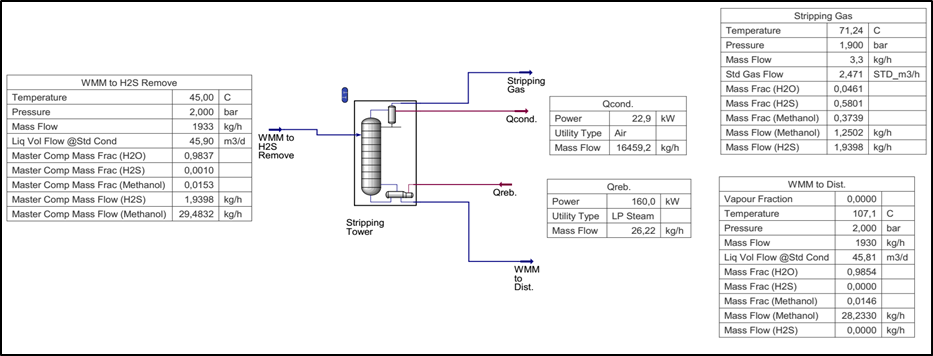 WMM to H2S Remove
Temperature 45,00 C
Pressure 2,000 bar
Mass Flow 1933 kg/h
Liq Vol Flow @Std Cond 45,90 m3/d
Master Comp Mass Frac (H2O) 0,9837
Master Comp Mass Frac (H2S) 0,0010
Master Comp Mass Frac (Methanol) 0,0153
Master Comp Mass Flow (H2S) 1,9398 kg/h
Master Comp Mass Flow (Methanol) 29,4832 kg/h
WMM to
H2S
Remove
Stripping
Tower
Stripping
Gas
Qcond.
Qreb.
WMM
to
Dist.
Qcond.
Power 22,9 kW
Utility Type Air
Mass Flow 16459,2 kg/h
Qreb.
Power 160,0 kW
Utility Type LP Steam
Mass Flow 26,22 kg/h
Stripping Gas
Temperature 71,24 C
Pressure 1,900 bar
Mass Flow 3,3 kg/h
Std Gas Flow 2,471 STD_m3/h
Mass Frac (H2O) 0,0461
Mass Frac (H2S) 0,5801
Mass Frac (Methanol) 0,3739
Mass Flow (Methanol) 1,2502 kg/h
Mass Flow (H2S) 1,9398 kg/h
WMM to Dist.
Vapour Fraction 0,0000
Temperature 107,1 C
Pressure 2,000 bar
Mass Flow 1930 kg/h
Liq Vol Flow @Std Cond 45,81 m3/d
Mass Frac (H2O) 0,9854
Mass Frac (H2S) 0,0000
Mass Frac (Methanol) 0,0146
Mass Flow (Methanol) 28,2330 kg/h
Mass Flow (H2S) 0,0000 kg/h